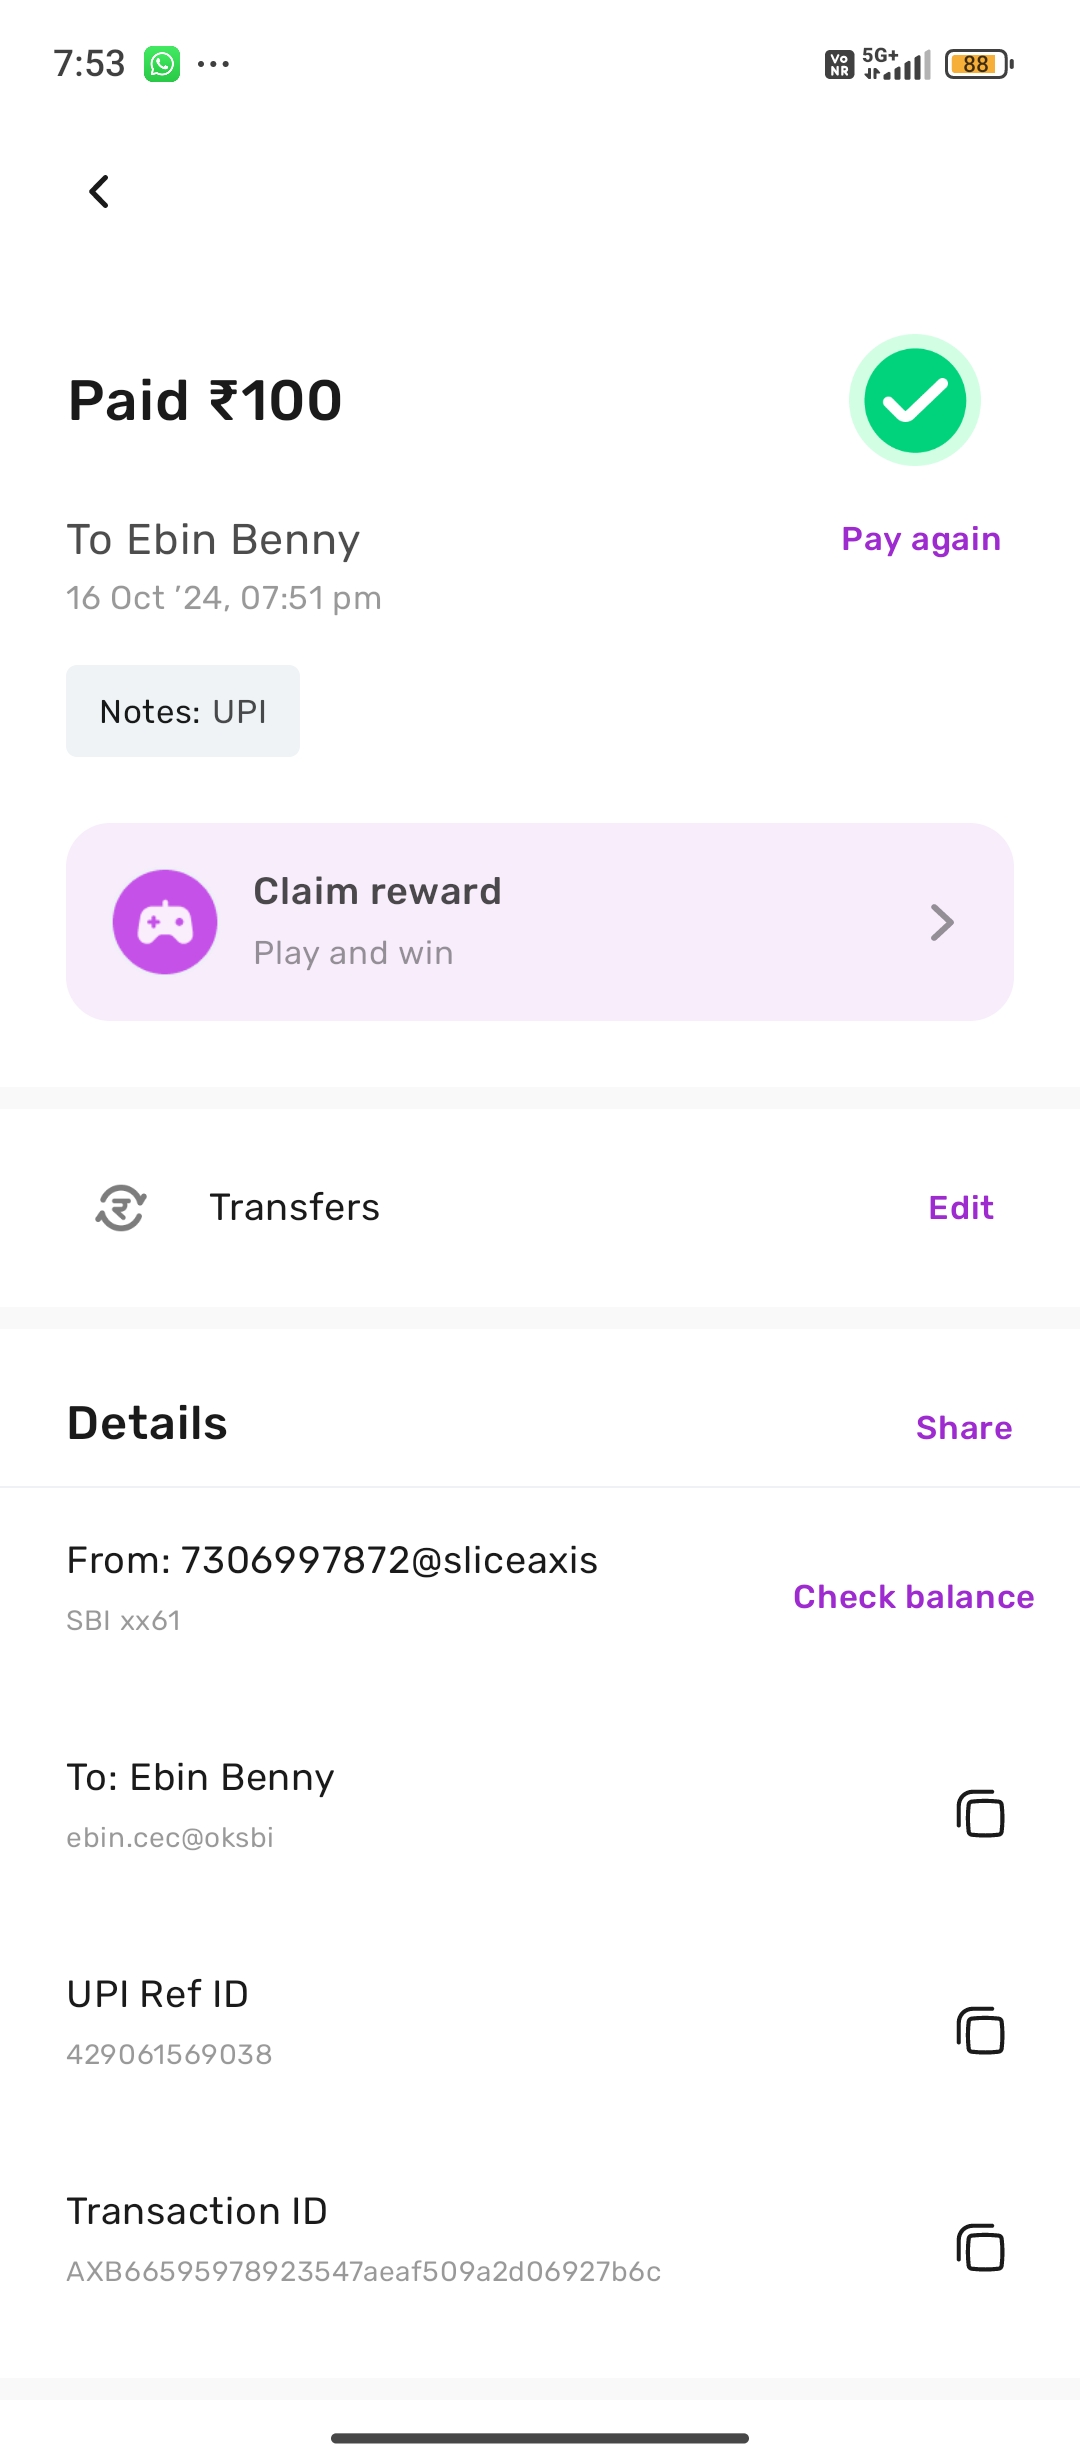 7:53
Vo NR 5G+ 88
Paid ₹100
To Ebin Benny
Pay again
16 Oct ’24, 07:51 pm
Notes: UPI
Claim reward
Play and win
Transfers
Edit
Details
Share
From: 7306997872@sliceaxis
SBI xx61
Check balance
To: Ebin Benny
ebin.cec@oksbi
UPI Ref ID
429061569038
Transaction ID
AXB66595978923547aeaf509a2d06927b6c